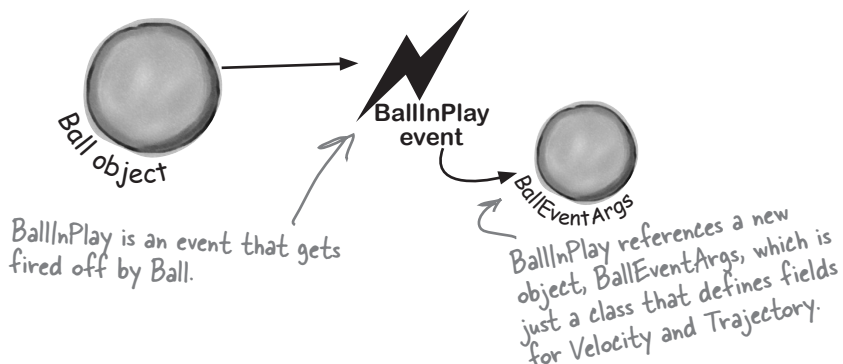 Ball object
BallInPlay
event
BallEventArgs
BallInPlay is an event that gets
fired off by Ball.
BallInPlay references a new
object, BallEventArgs, which is
just a class that defines fields
for Velocity and Trajectory.